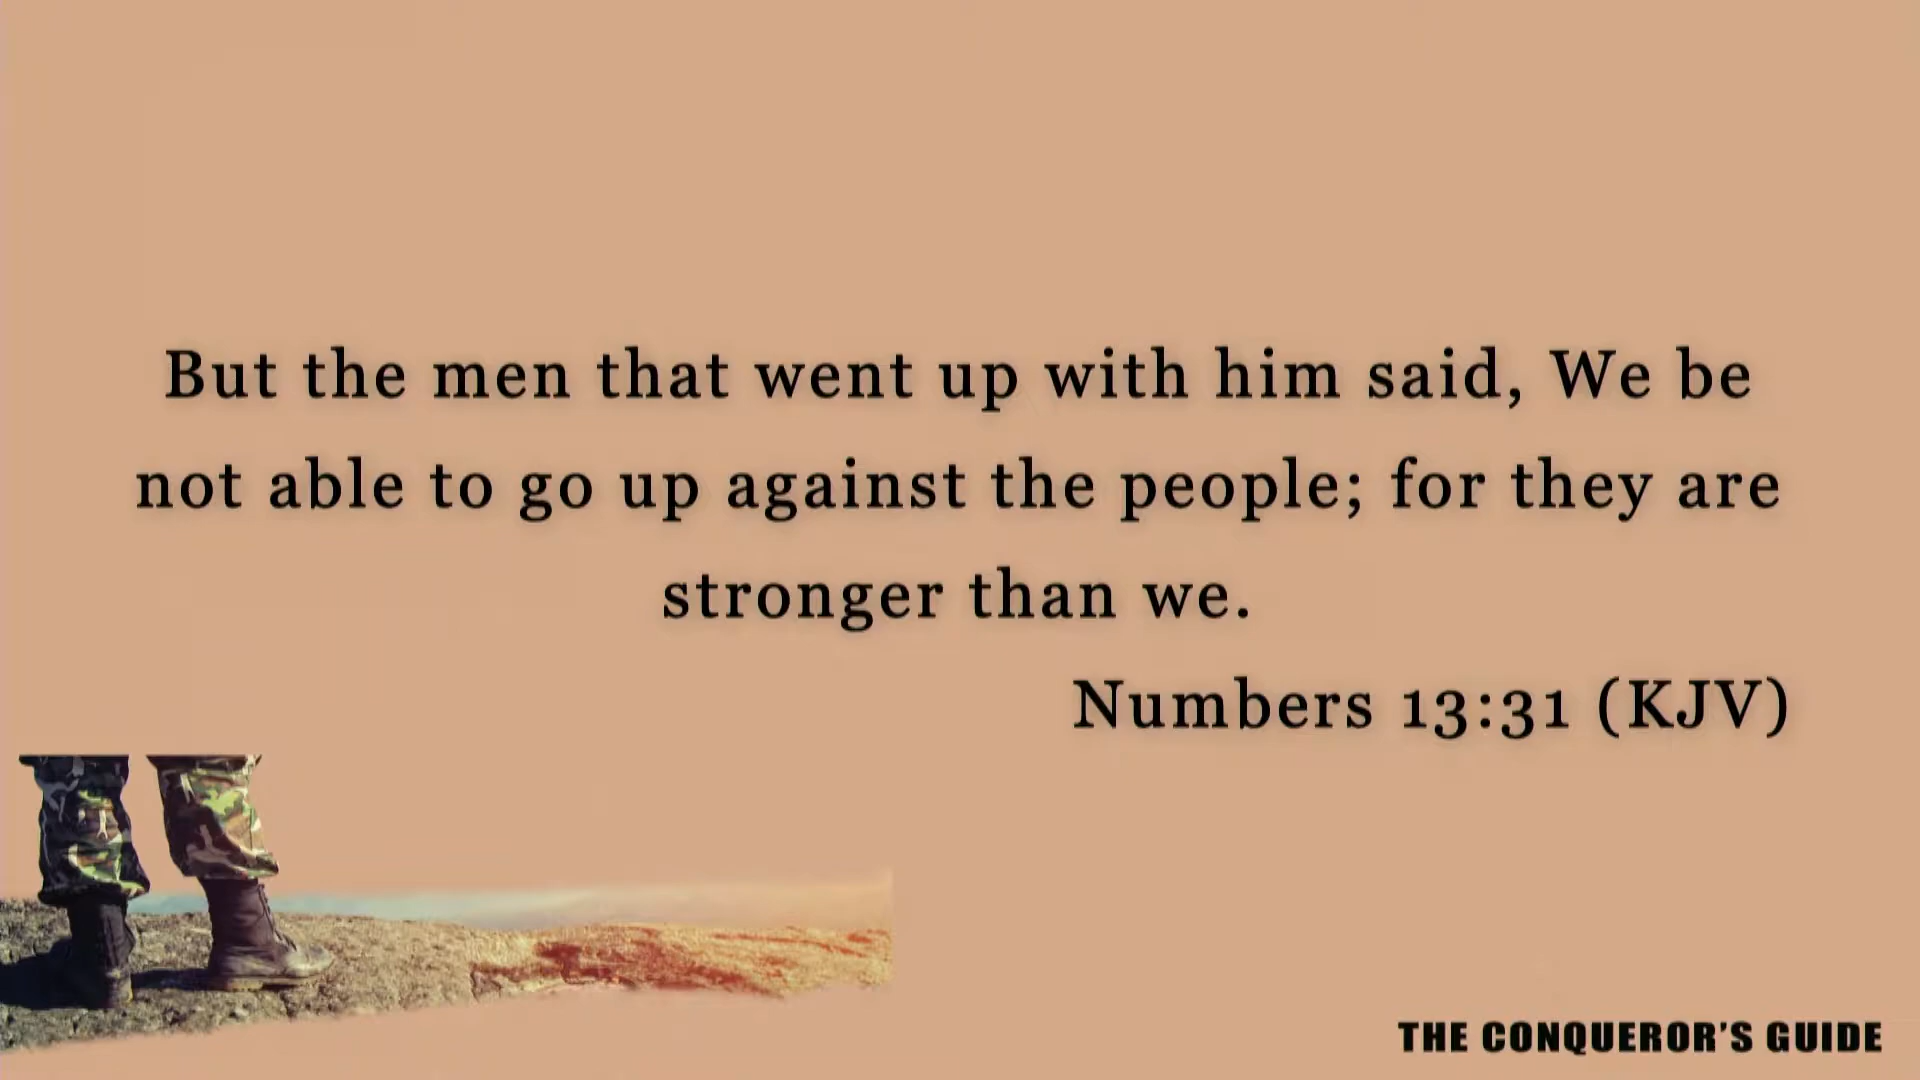 But the men that went up with him said, We be
not able to go up against the people; for they are
stronger than we.
Numbers 13:31 (KJV)
THE CONQUEROR'S GUIDE